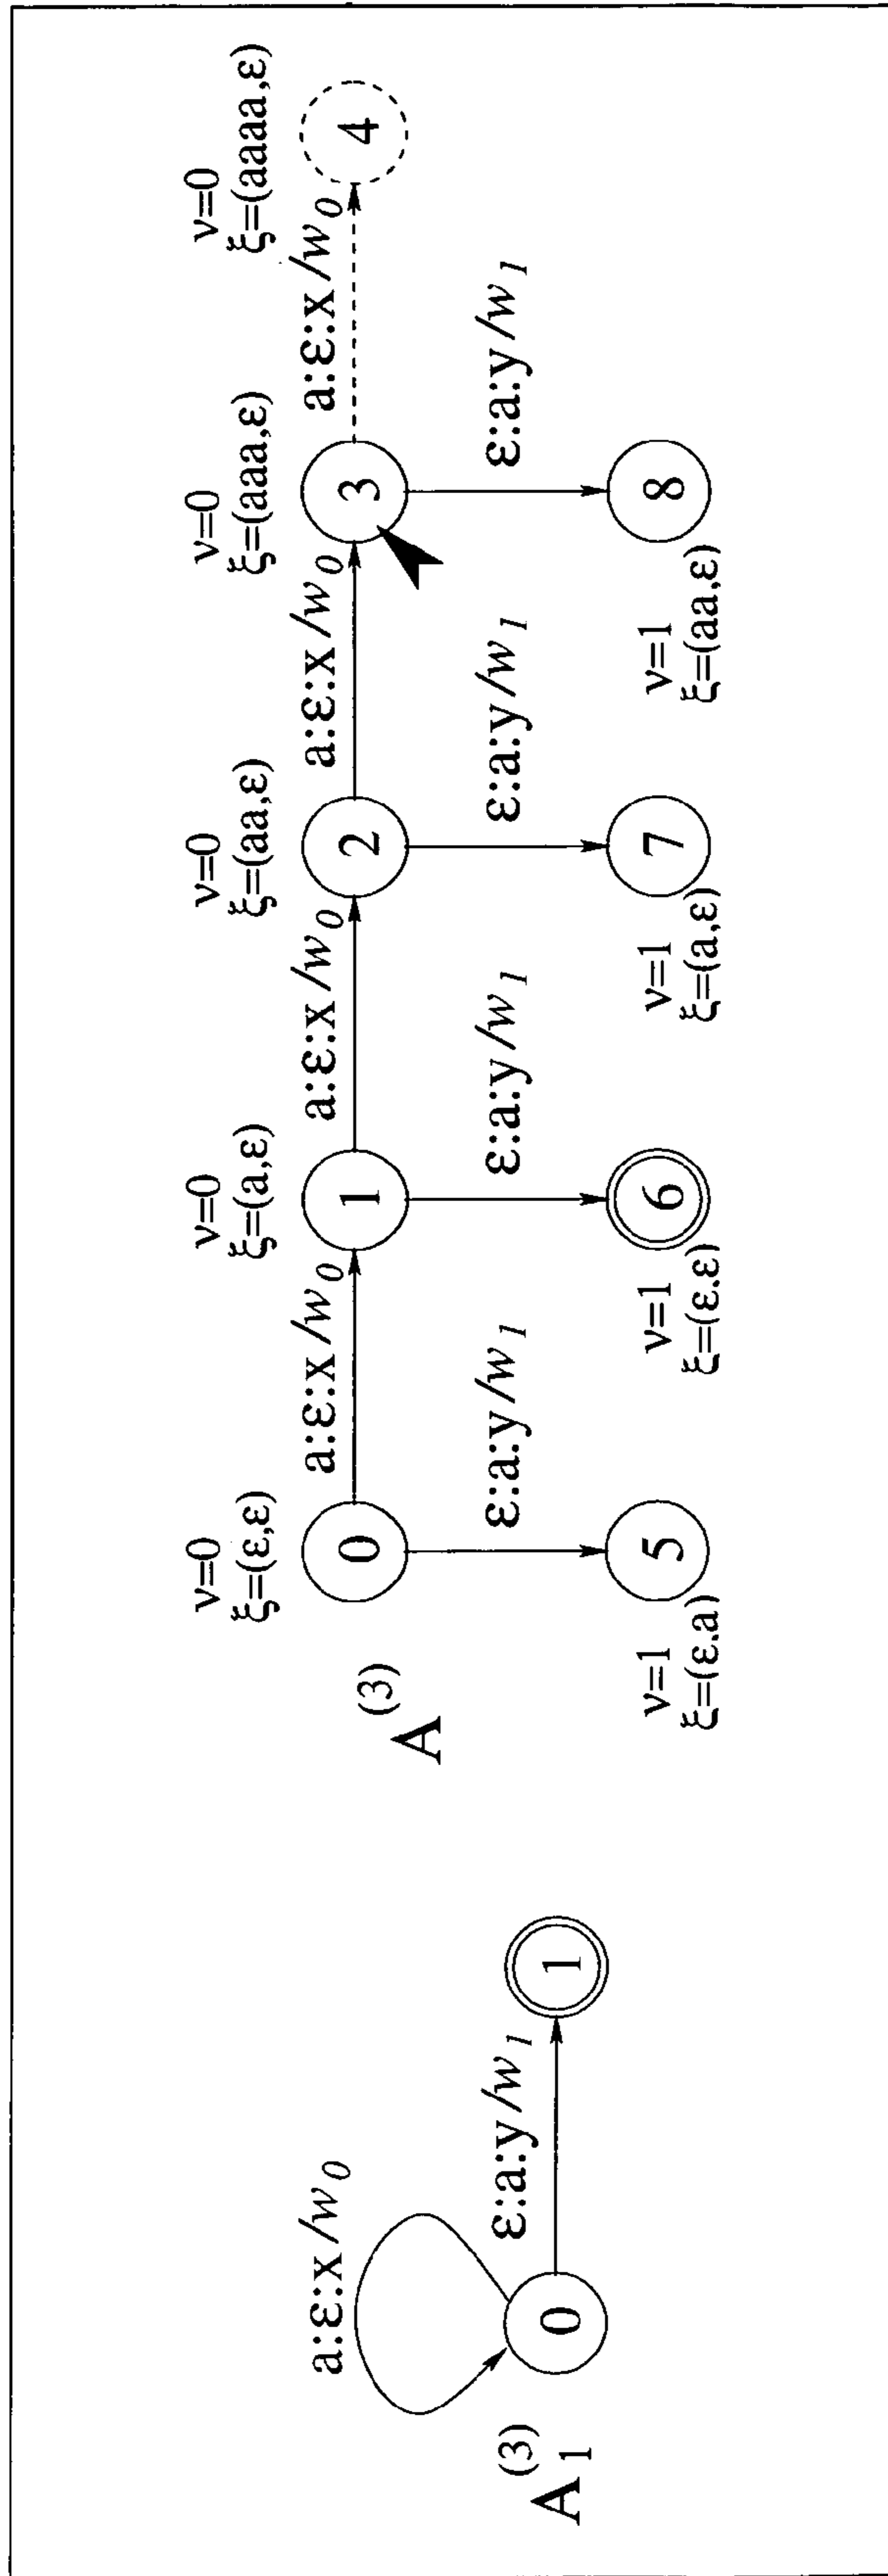 A₁⁽³⁾
0
a:ε:x/w₀
ε:a:y/w₁
1
A⁽³⁾
ν=0
ξ=(ε,ε)
0
a:ε:x/w₀
ν=0
ξ=(a,ε)
1
a:ε:x/w₀
ν=0
ξ=(aa,ε)
2
a:ε:x/w₀
ν=0
ξ=(aaa,ε)
3
a:ε:x/w₀
ν=0
ξ=(aaaa,ε)
4
ε:a:y/w₁
ε:a:y/w₁
ε:a:y/w₁
ε:a:y/w₁
5
ν=1
ξ=(ε,a)
6
ν=1
ξ=(ε,ε)
7
ν=1
ξ=(a,ε)
8
ν=1
ξ=(aa,ε)